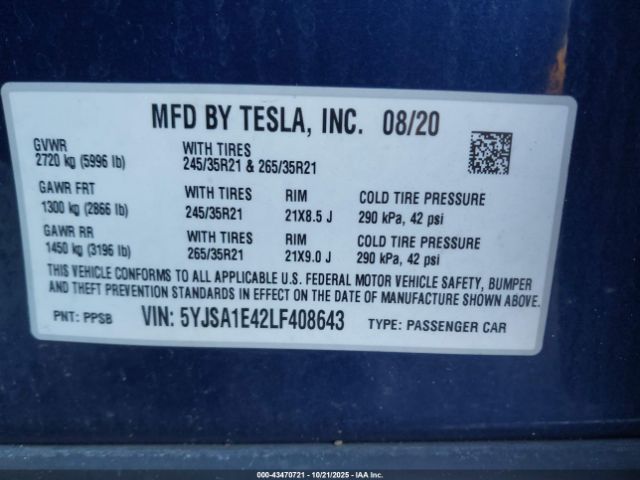 MFD BY TESLA, INC. 08/20
GVWR WITH TIRES
2720 kg (5996 lb) 245/35R21 & 265/35R21
GAWR FRT WITH TIRES RIM COLD TIRE PRESSURE
1300 kg (2866 lb) 245/35R21 21X8.5 J 290 kPa, 42 psi
GAWR RR WITH TIRES RIM COLD TIRE PRESSURE
1450 kg (3196 lb) 265/35R21 21X9.0 J 290 kPa, 42 psi
THIS VEHICLE CONFORMS TO ALL APPLICABLE U.S. FEDERAL MOTOR VEHICLE SAFETY, BUMPER
AND THEFT PREVENTION STANDARDS IN EFFECT ON THE DATE OF MANUFACTURE SHOWN ABOVE.
PNT: PPSB VIN: 5YJSA1E42LF408643 TYPE: PASSENGER CAR
000-43470721 - 10/21/2025 - IAA Inc.